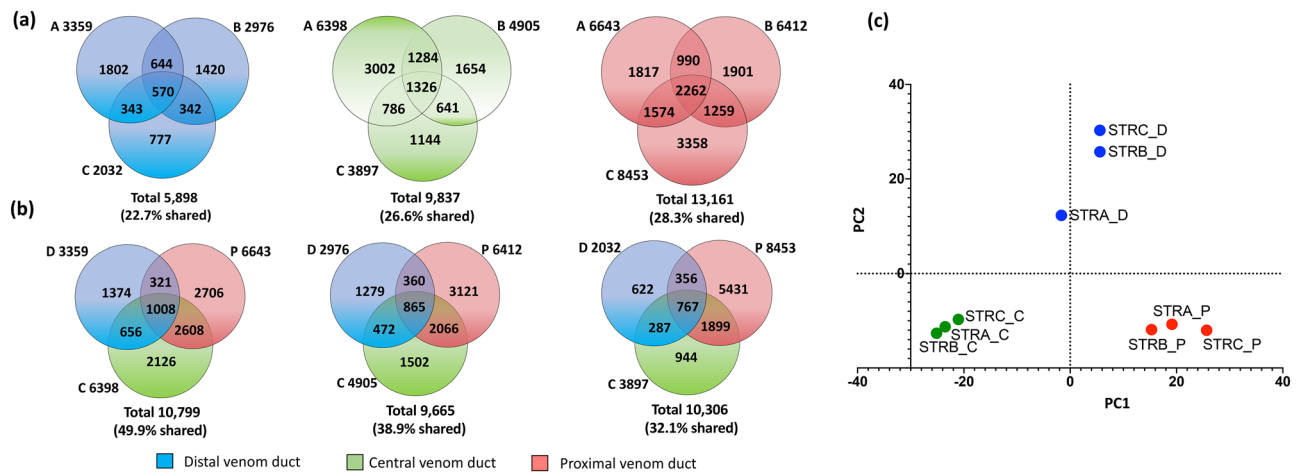 (a)
A 3359
B 2976
1802
644
1420
570
343
342
777
C 2032
Total 5,898
(22.7% shared)
A 6398
B 4905
3002
1284
1654
1326
786
641
1144
C 3897
Total 9,837
(26.6% shared)
A 6643
B 6412
1817
990
1901
2262
1574
1259
3358
C 8453
Total 13,161
(28.3% shared)
(b)
D 3359
P 6643
1374
321
2706
1008
656
2608
2126
C 6398
Total 10,799
(49.9% shared)
D 2976
P 6412
1279
360
3121
865
472
2066
1502
C 4905
Total 9,665
(38.9% shared)
D 2032
P 8453
622
356
5431
767
287
1899
944
C 3897
Total 10,306
(32.1% shared)
Distal venom duct
Central venom duct
Proximal venom duct
(c)
40
20
0
PC2
STRC_D
STRB_D
STRA_D
STRC_C
STRA_C
STRB_C
STRA_P
STRB_P
STRC_P
-40
-20
0
20
40
PC1